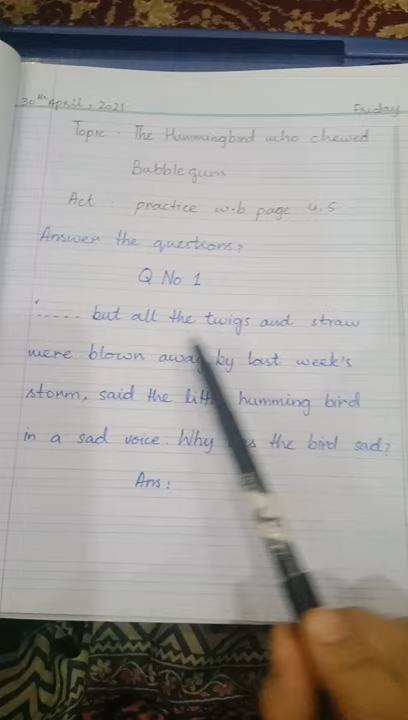 30th April, 2021 Friday
Topic : The Hummingbird who chewed
Bubblegum
Act : practice w.b page 4.5
Answer the questions?
Q No 1
"..... but all the twigs and straw
were blown away by last week's
storm, said the humming bird
in a sad voice. Why the bird sad?
Ans :